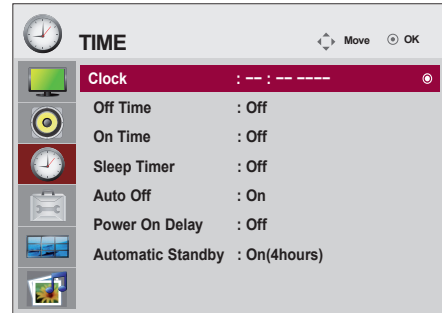 TIME Move OK
Clock : -- : -- ----
Off Time : Off
On Time : Off
Sleep Timer : Off
Auto Off : On
Power On Delay : Off
Automatic Standby : On(4hours)